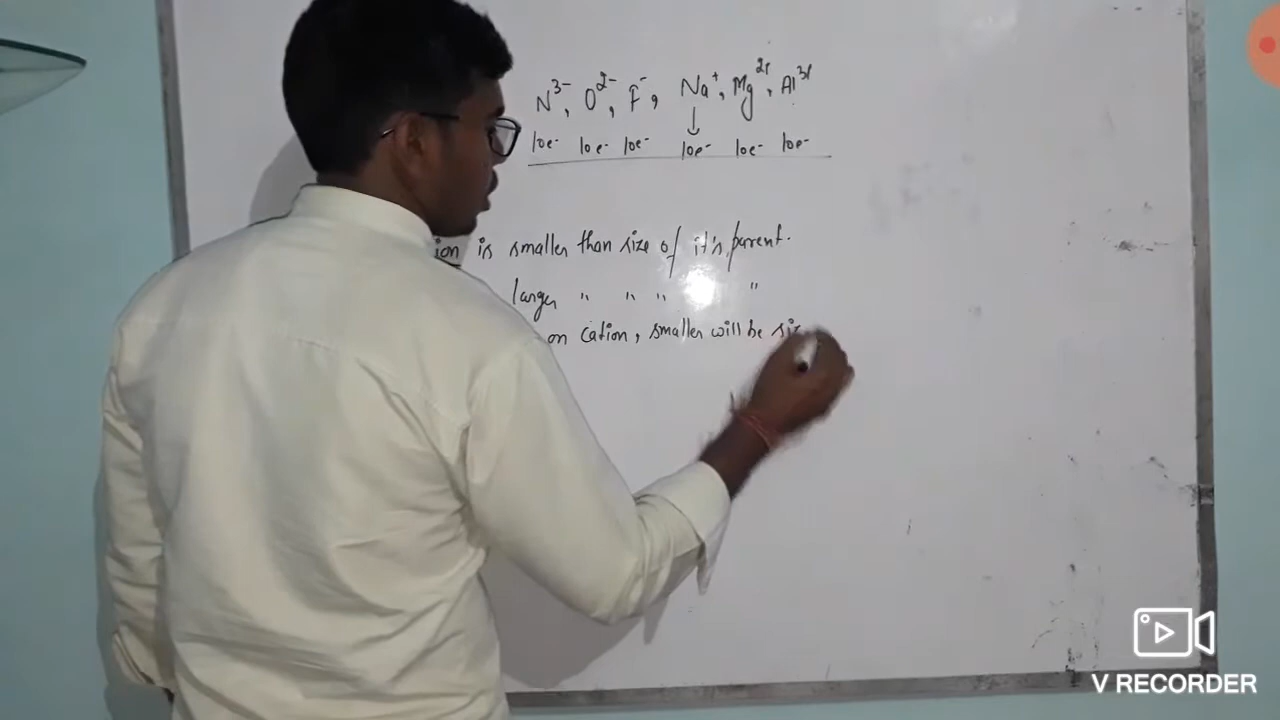 N³⁻, O²⁻, F⁻, Na⁺, Mg²⁺, Al³⁺
10e⁻ 10e⁻ 10e⁻ 10e⁻ 10e⁻ 10e⁻
ion is smaller than size of it's parent.
larger " " " "
on cation, smaller will be siz
V RECORDER